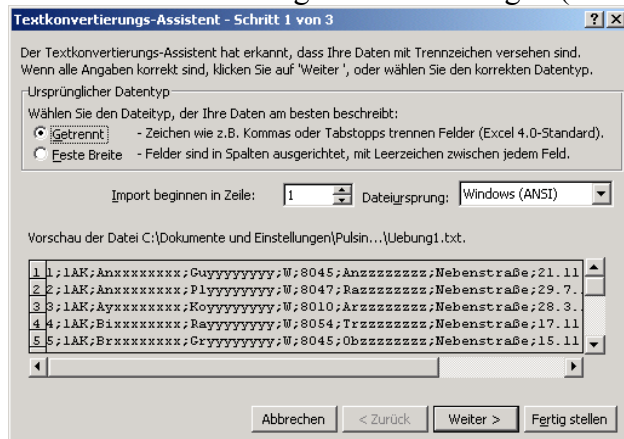 Textkonvertierungs-Assistent - Schritt 1 von 3
Der Textkonvertierungs-Assistent hat erkannt, dass Ihre Daten mit Trennzeichen versehen sind.
Wenn alle Angaben korrekt sind, klicken Sie auf 'Weiter ', oder wählen Sie den korrekten Datentyp.
Ursprünglicher Datentyp
Wählen Sie den Dateityp, der Ihre Daten am besten beschreibt:
Getrennt - Zeichen wie z.B. Kommas oder Tabstopps trennen Felder (Excel 4.0-Standard).
Feste Breite - Felder sind in Spalten ausgerichtet, mit Leerzeichen zwischen jedem Feld.
Import beginnen in Zeile: 1 Dateiursprung: Windows (ANSI)
Vorschau der Datei C:\Dokumente und Einstellungen\Pulsin...\Uebung1.txt.
1 1;1AK;Anxxxxxxxx;Guyyyyyyyy;W;8045;Anzzzzzzzz;Nebenstraße;21.11
2 2;1AK;Anxxxxxxxx;Plyyyyyyyy;W;8047;Razzzzzzzz;Nebenstraße;29.7.
3 3;1AK;Ayxxxxxxxx;Koyyyyyyyy;W;8010;Arzzzzzzzz;Nebenstraße;28.3.
4 4;1AK;Bixxxxxxxx;Rayyyyyyyy;W;8054;Trzzzzzzzz;Nebenstraße;17.11
5 5;1AK;Brxxxxxxxx;Gryyyyyyyy;W;8045;Obzzzzzzzz;Nebenstraße;15.11
Abbrechen < Zurück Weiter > Fertig stellen